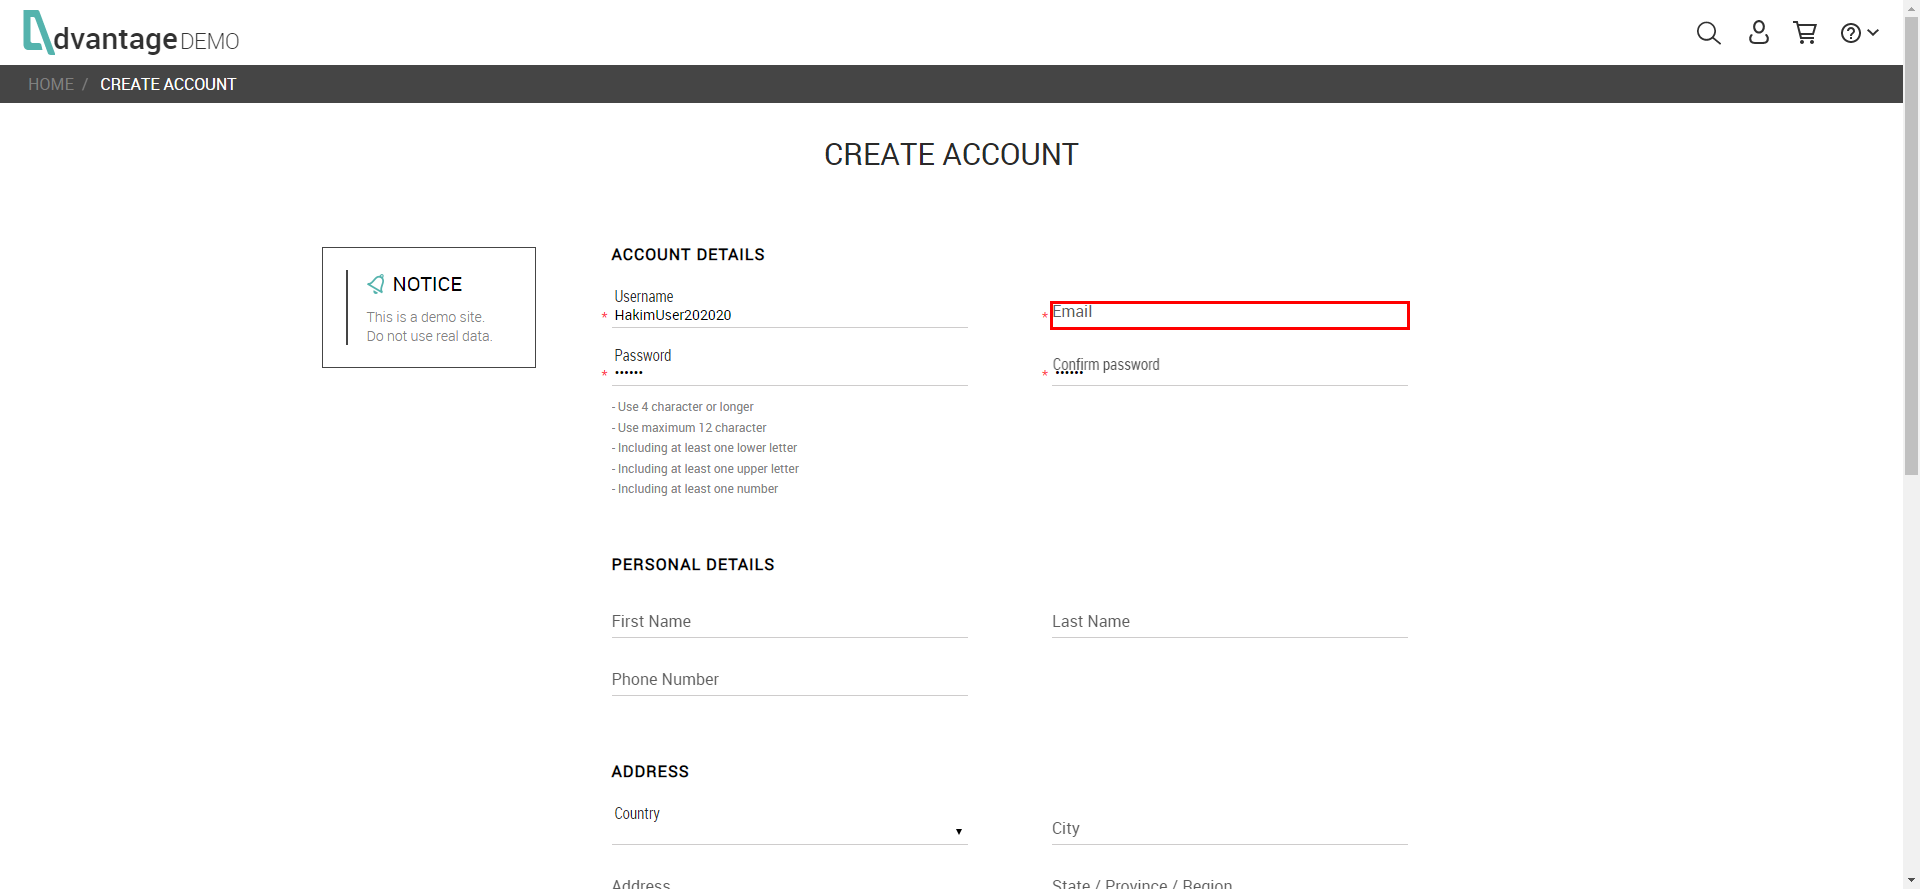 dvantage DEMO
HOME / CREATE ACCOUNT
CREATE ACCOUNT
NOTICE
This is a demo site.
Do not use real data.
ACCOUNT DETAILS
Username
* HakimUser202020
* Email
Password
* ••••••
Confirm password
* ••••••
- Use 4 character or longer
- Use maximum 12 character
- Including at least one lower letter
- Including at least one upper letter
- Including at least one number
PERSONAL DETAILS
First Name
Last Name
Phone Number
ADDRESS
Country
City
Address
State / Province / Region